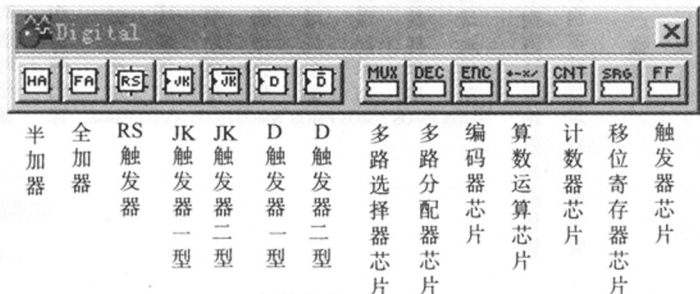 Digital
HA FA RS JK JK D D MUX DEC ENC +-×/ CNT SRG FF
半加器
全加器
RS触发器
JK触发器一型
JK触发器二型
D触发器一型
D触发器二型
多路选择器芯片
多路分配器芯片
编码器芯片
算数运算芯片
计数器芯片
移位寄存器芯片
触发器芯片